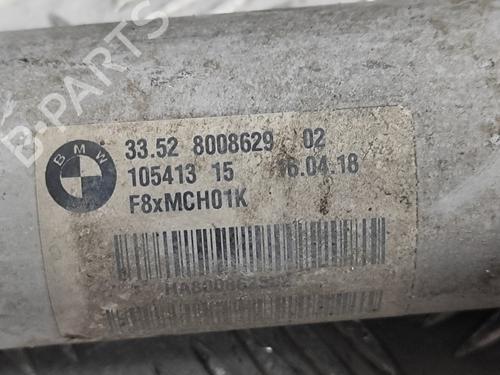 BMW
33.52 8008629 02
105413 15 16.04.18
F8xMCH01K
B-PARTS